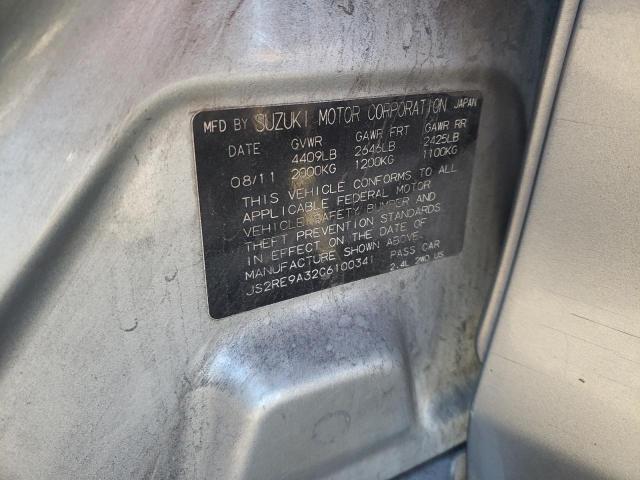 MFD BY SUZUKI MOTOR CORPORATION JAPAN
DATE GVWR GAWR FRT GAWR RR
4409LB 2646LB 2425LB
08/11 2000KG 1200KG 1100KG
THIS VEHICLE CONFORMS TO ALL
APPLICABLE FEDERAL MOTOR
VEHICLE SAFETY BUMPER AND
THEFT PREVENTION STANDARDS
IN EFFECT ON THE DATE OF
MANUFACTURE SHOWN ABOVE.
JS2RE9A32C6100341 PASS CAR
2.4L 2WD US